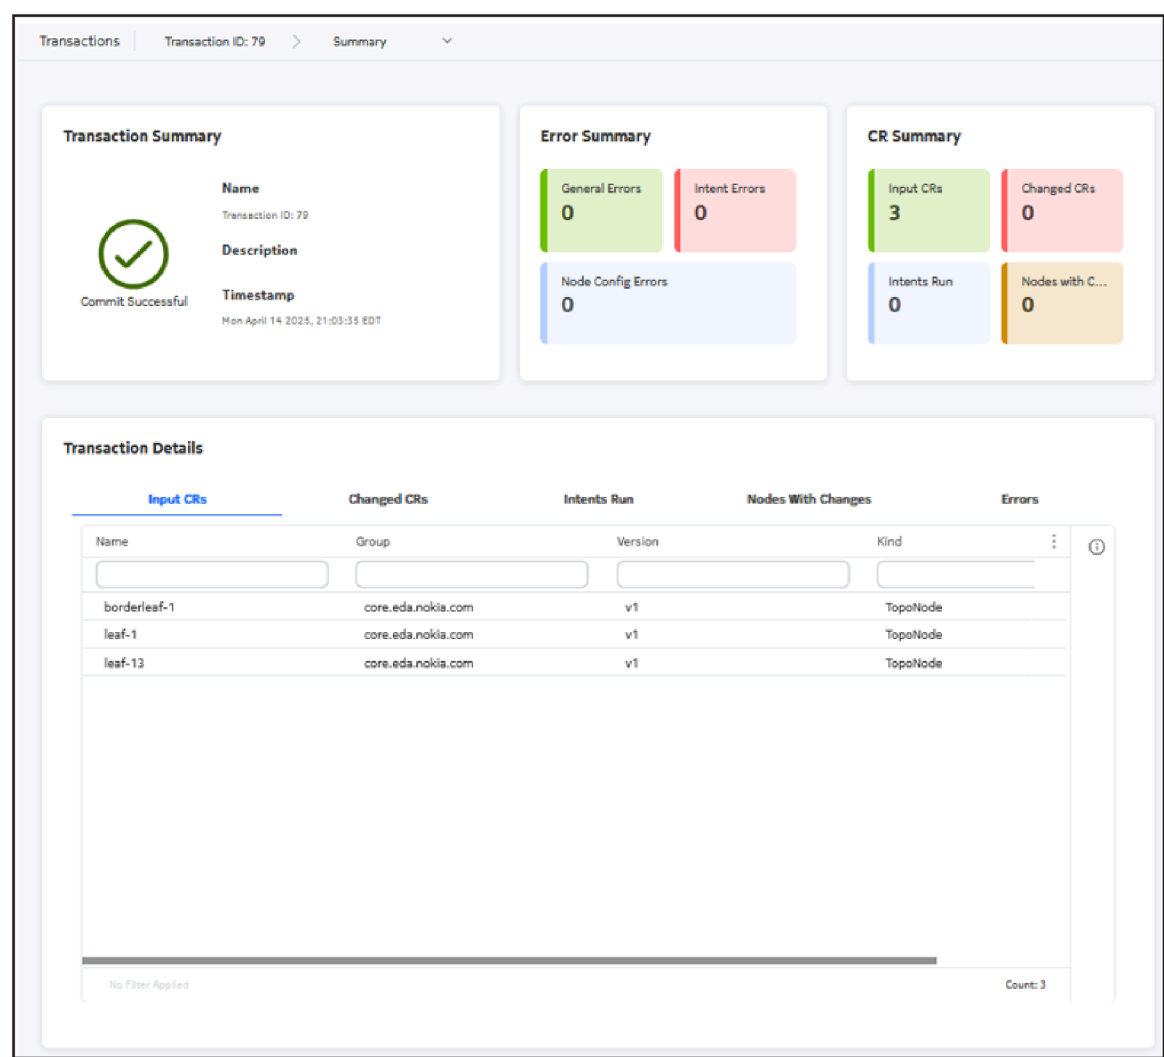 Transactions Transaction ID: 79 Summary
Transaction Summary
Commit Successful
Name
Transaction ID: 79
Description
Timestamp
Mon April 14 2025, 21:03:35 EDT
Error Summary
General Errors
0
Intent Errors
0
Node Config Errors
0
CR Summary
Input CRs
3
Changed CRs
0
Intents Run
0
Nodes with C...
0
Transaction Details
Input CRs Changed CRs Intents Run Nodes With Changes Errors
Name Group Version Kind
borderleaf-1 core.eda.nokia.com v1 TopoNode
leaf-1 core.eda.nokia.com v1 TopoNode
leaf-13 core.eda.nokia.com v1 TopoNode
No Filter Applied Count: 3